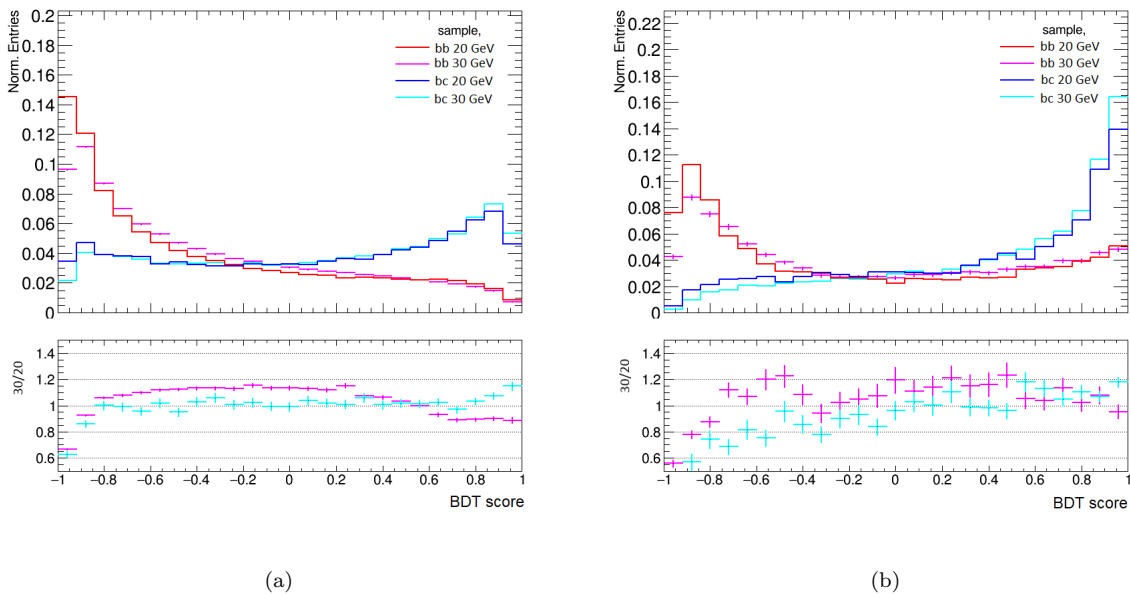 Norm. Entries
0.2
0.18
0.16
0.14
0.12
0.1
0.08
0.06
0.04
0.02
0
sample,
bb 20 GeV
bb 30 GeV
bc 20 GeV
bc 30 GeV
30/20
1.4
1.2
1
0.8
0.6
−1 −0.8 −0.6 −0.4 −0.2 0 0.2 0.4 0.6 0.8 1
BDT score
(a)
Norm. Entries
0.22
0.2
0.18
0.16
0.14
0.12
0.1
0.08
0.06
0.04
0.02
0
sample,
bb 20 GeV
bb 30 GeV
bc 20 GeV
bc 30 GeV
30/20
1.4
1.2
1
0.8
0.6
−1 −0.8 −0.6 −0.4 −0.2 0 0.2 0.4 0.6 0.8 1
BDT score
(b)